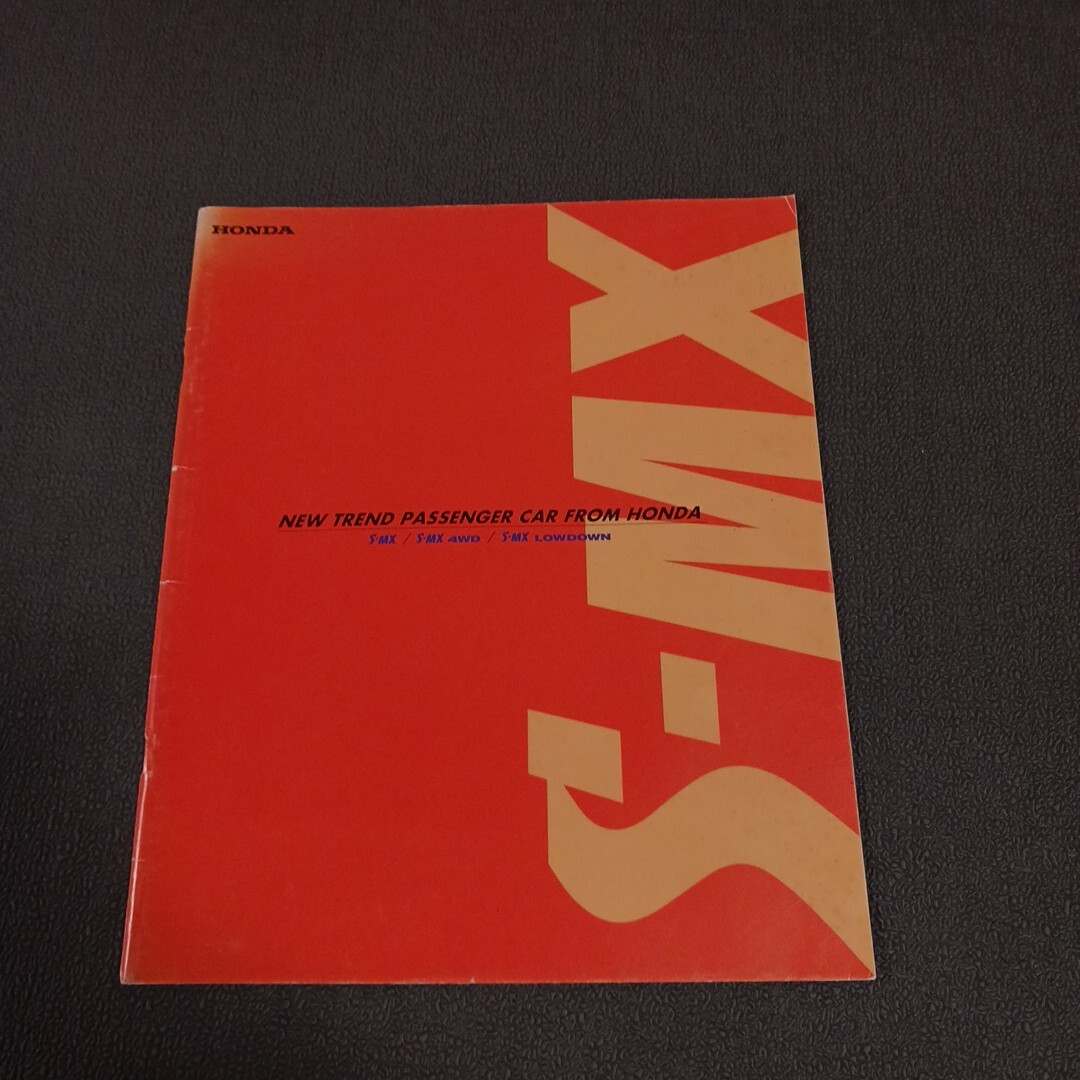 HONDA
NEW TREND PASSENGER CAR FROM HONDA
S-MX / S-MX 4WD / S-MX LOWDOWN
S-MX